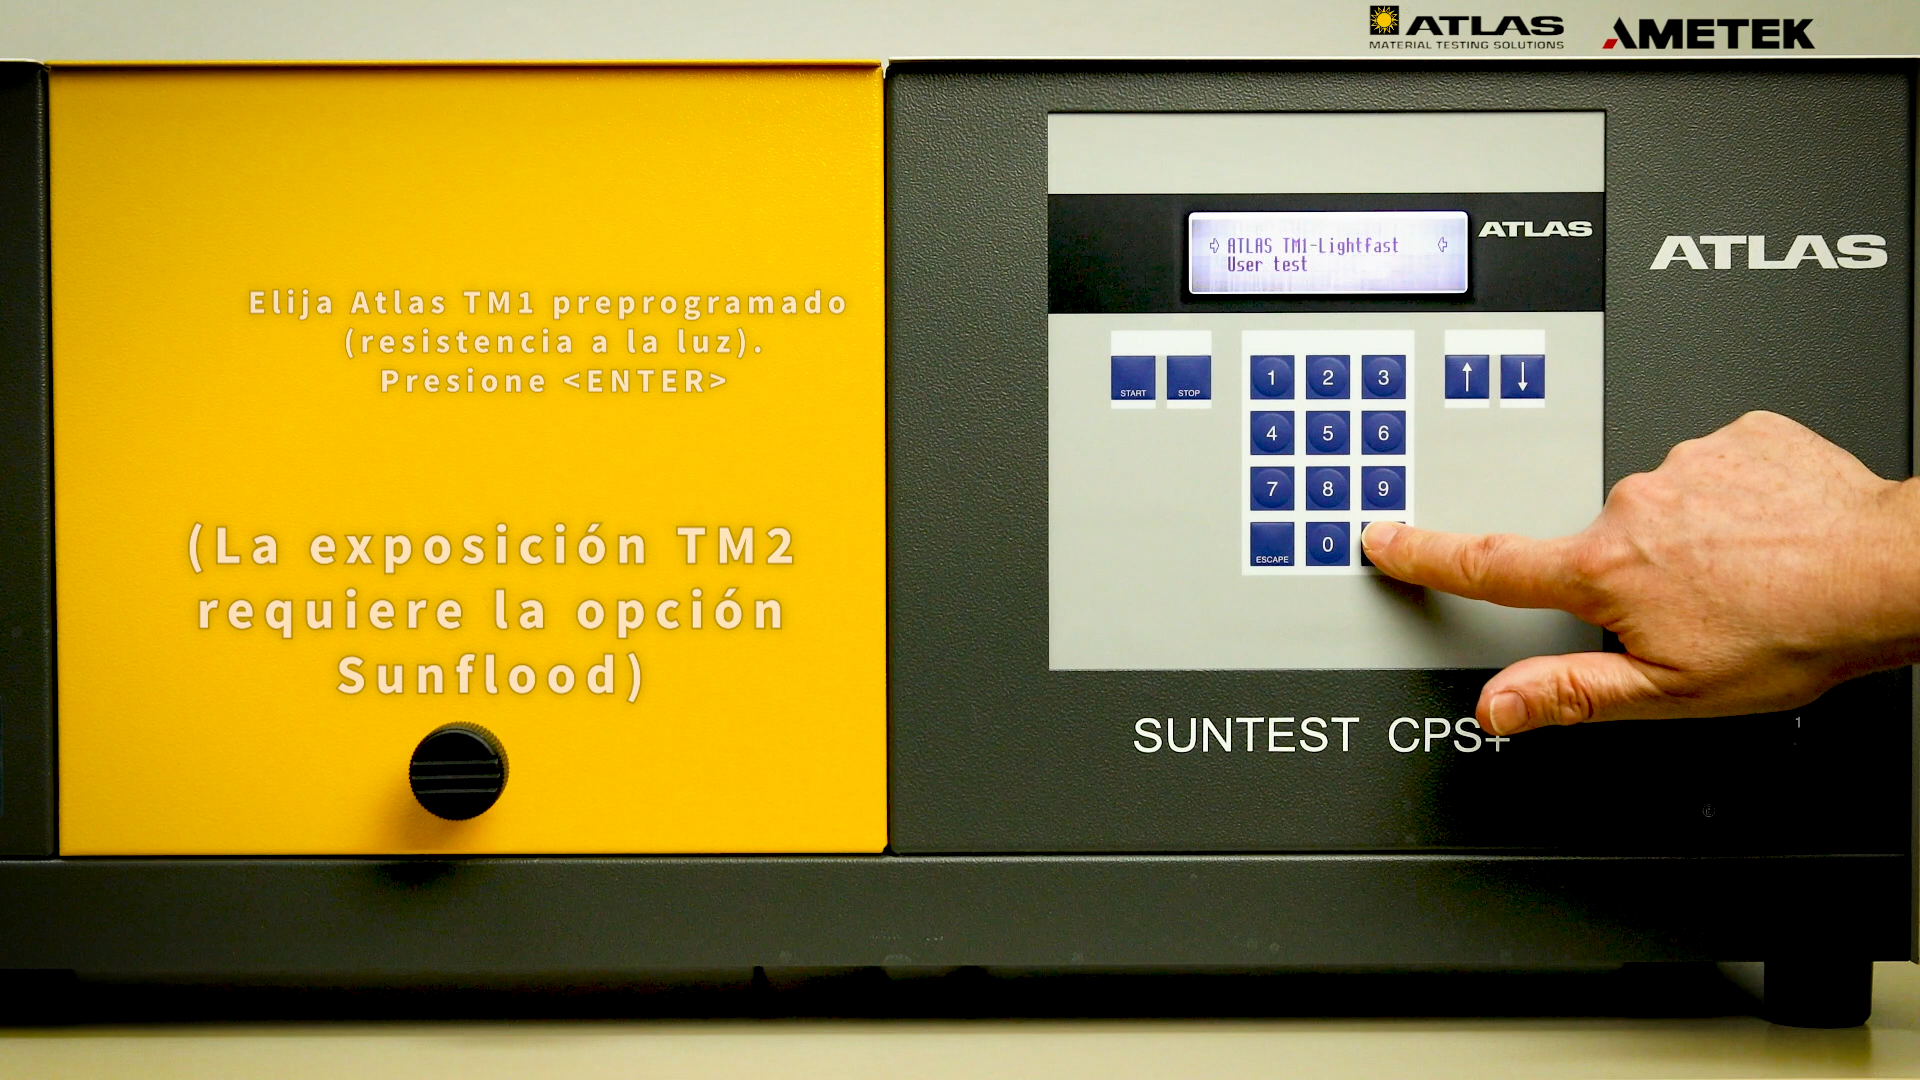 ATLAS
MATERIAL TESTING SOLUTIONS
AMETEK
Elija Atlas TM1 preprogramado
(resistencia a la luz).
Presione <ENTER>
(La exposición TM2
requiere la opción
Sunflood)
ATLAS TM1-Lightfast
User test
ATLAS
ATLAS
START
STOP
1
2
3
↑
↓
4
5
6
7
8
9
ESCAPE
0
SUNTEST CPS+
1